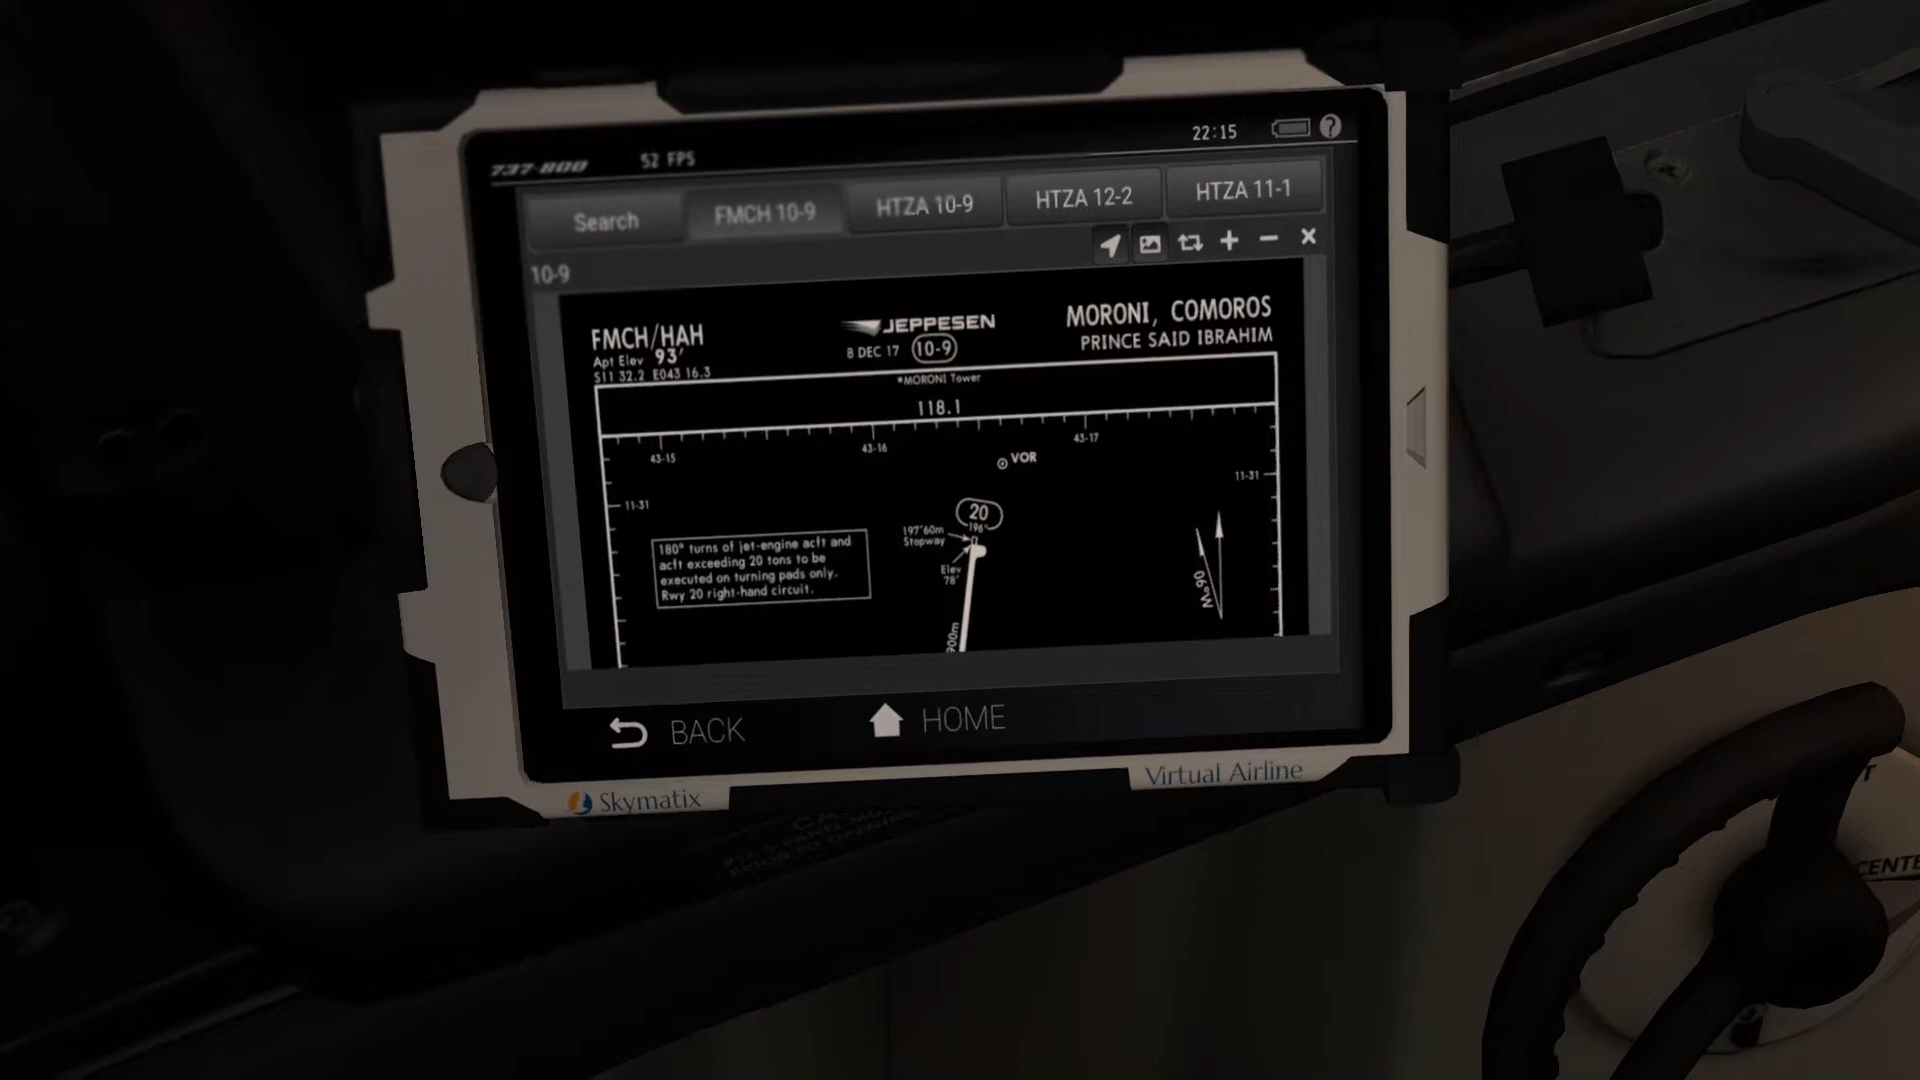 737-800
52 FPS
22:15
?
Search
FMCH 10-9
HTZA 10-9
HTZA 12-2
HTZA 11-1
10-9
FMCH/HAH
Apt Elev 93'
S11 32.2 E043 16.3
JEPPESEN
8 DEC 17 10-9
MORONI, COMOROS
PRINCE SAID IBRAHIM
*MORONI Tower
118.1
43-15
43-16
43-17
VOR
11-31
11-31
20
196°
197'60m
Stopway
Elev
78'
180° turns of jet-engine acft and
acft exceeding 20 tons to be
executed on turning pads only.
Rwy 20 right-hand circuit.
06°W
900m
BACK
HOME
Skymatix
Virtual Airline
CENTE